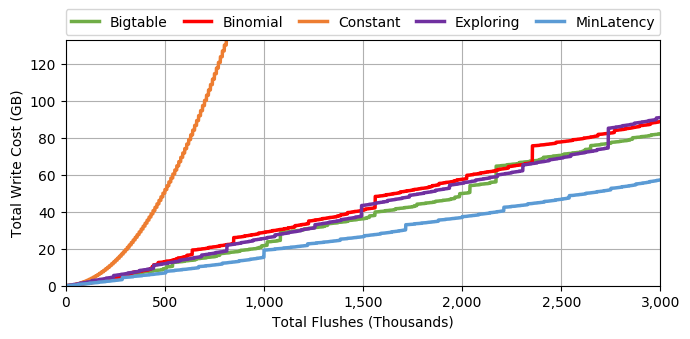 Bigtable Binomial Constant Exploring MinLatency
120
100
80
60
40
20
0
Total Write Cost (GB)
0 500 1,000 1,500 2,000 2,500 3,000
Total Flushes (Thousands)